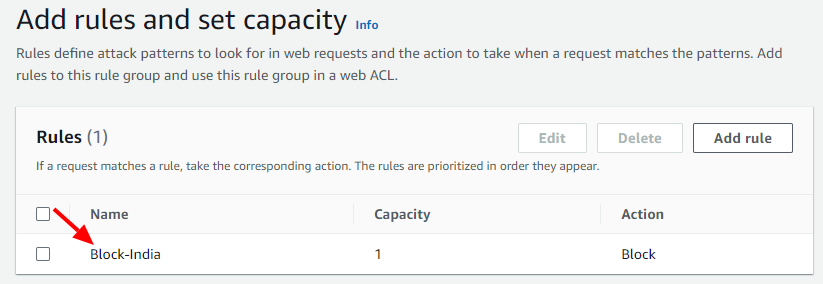 Add rules and set capacity Info
Rules define attack patterns to look for in web requests and the action to take when a request matches the patterns. Add
rules to this rule group and use this rule group in a web ACL.
Rules (1) Edit Delete Add rule
If a request matches a rule, take the corresponding action. The rules are prioritized in order they appear.
Name Capacity Action
Block-India 1 Block